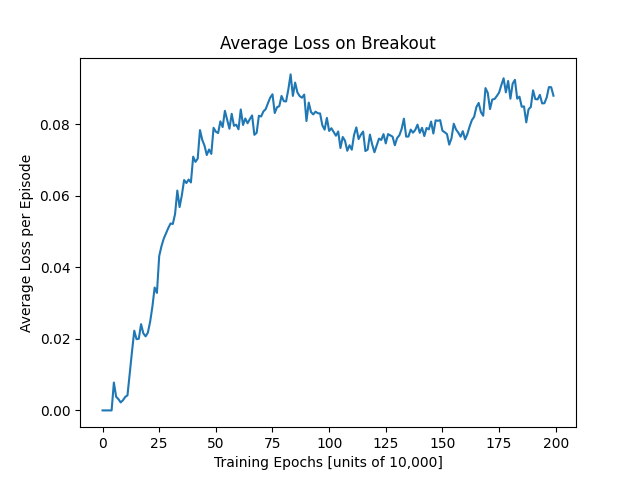 Average Loss on Breakout
Average Loss per Episode
0.08
0.06
0.04
0.02
0.00
0 25 50 75 100 125 150 175 200
Training Epochs [units of 10,000]